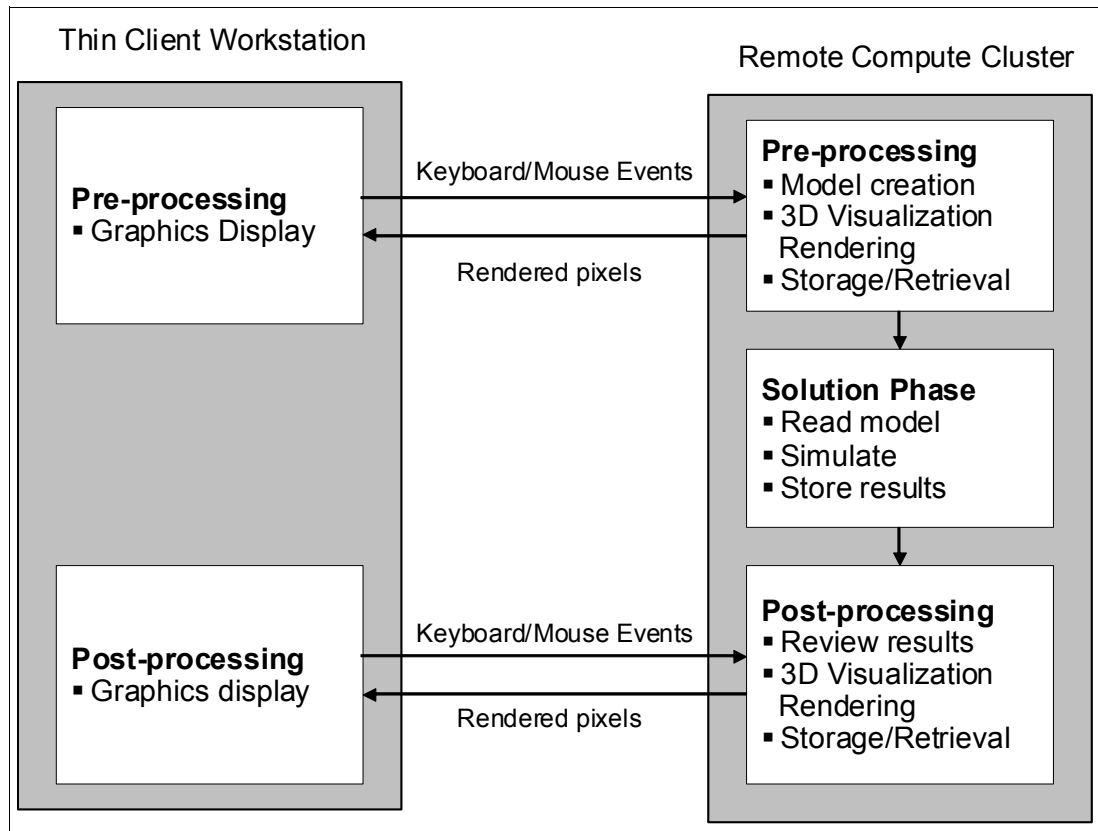 Thin Client Workstation
Remote Compute Cluster
Pre-processing
▪ Graphics Display
Keyboard/Mouse Events
Rendered pixels
Pre-processing
▪ Model creation
▪ 3D Visualization
Rendering
▪ Storage/Retrieval
Solution Phase
▪ Read model
▪ Simulate
▪ Store results
Post-processing
▪ Graphics display
Keyboard/Mouse Events
Rendered pixels
Post-processing
▪ Review results
▪ 3D Visualization
Rendering
▪ Storage/Retrieval